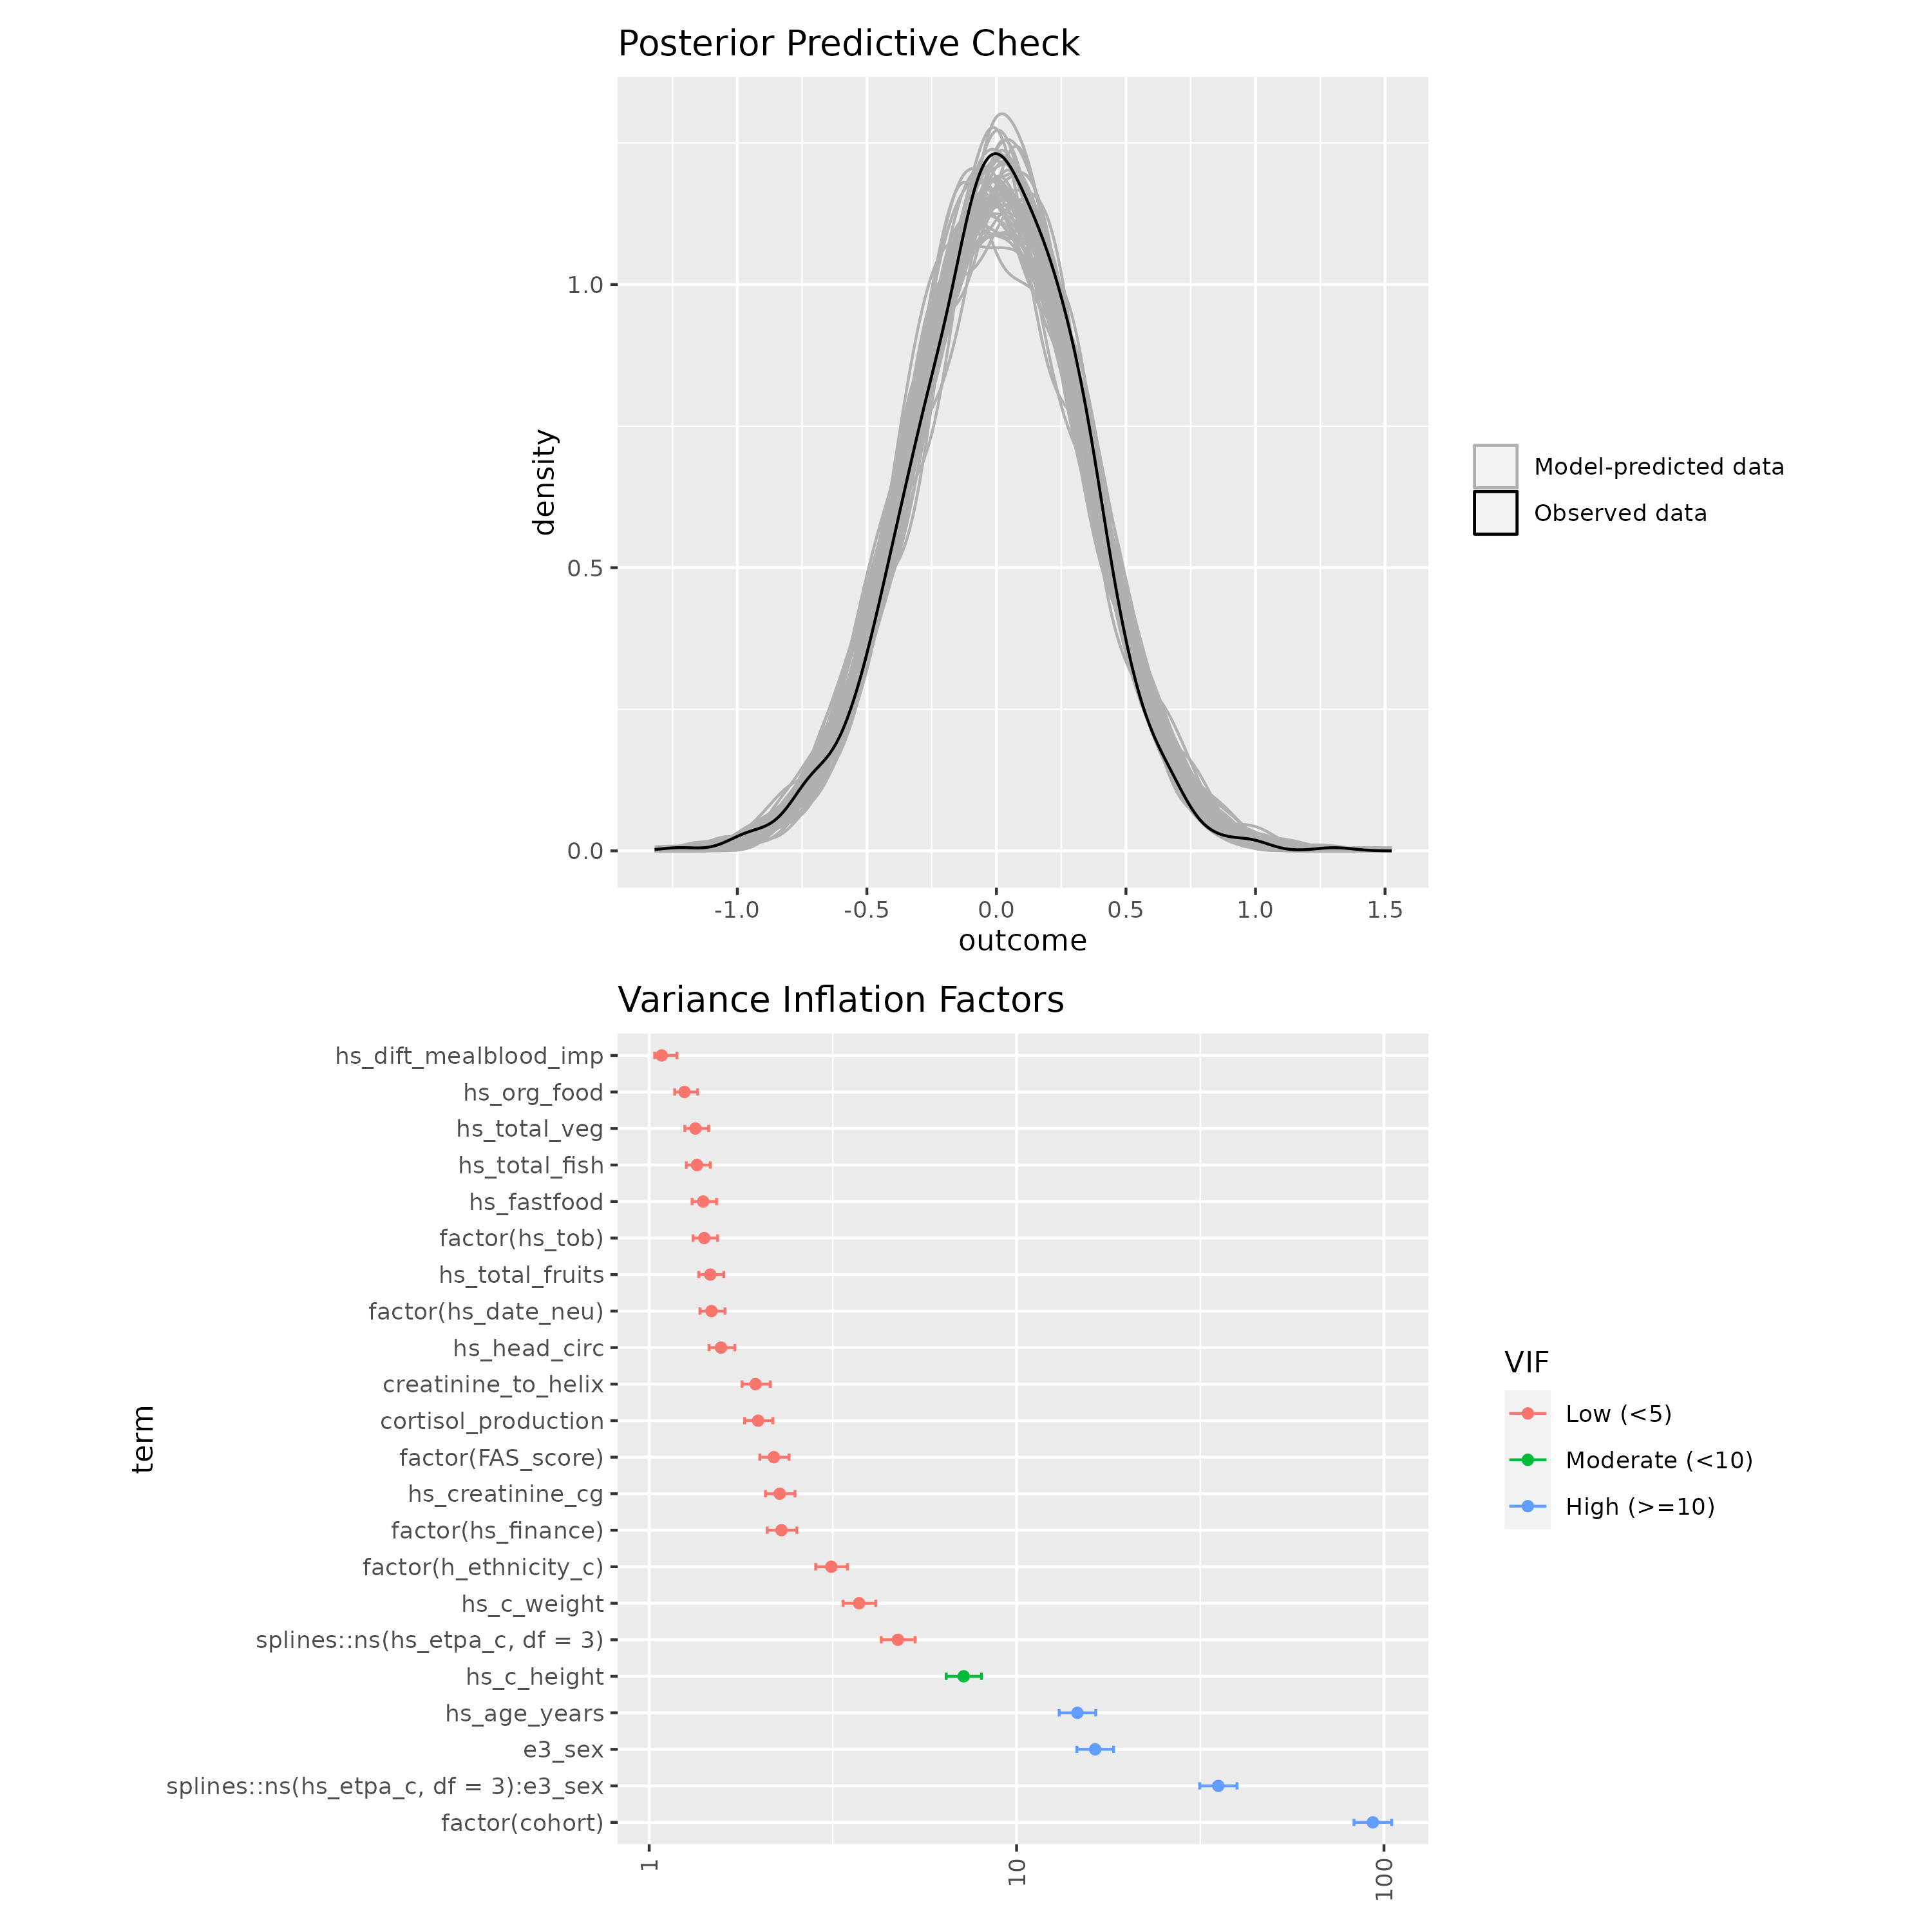 Posterior Predictive Check
density
1.0
0.5
0.0
-1.0 -0.5 0.0 0.5 1.0 1.5
outcome
Model-predicted data
Observed data
Variance Inflation Factors
term
hs_dift_mealblood_imp
hs_org_food
hs_total_veg
hs_total_fish
hs_fastfood
factor(hs_tob)
hs_total_fruits
factor(hs_date_neu)
hs_head_circ
creatinine_to_helix
cortisol_production
factor(FAS_score)
hs_creatinine_cg
factor(hs_finance)
factor(h_ethnicity_c)
hs_c_weight
splines::ns(hs_etpa_c, df = 3)
hs_c_height
hs_age_years
e3_sex
splines::ns(hs_etpa_c, df = 3):e3_sex
factor(cohort)
1 10 100
VIF
Low (<5)
Moderate (<10)
High (>=10)